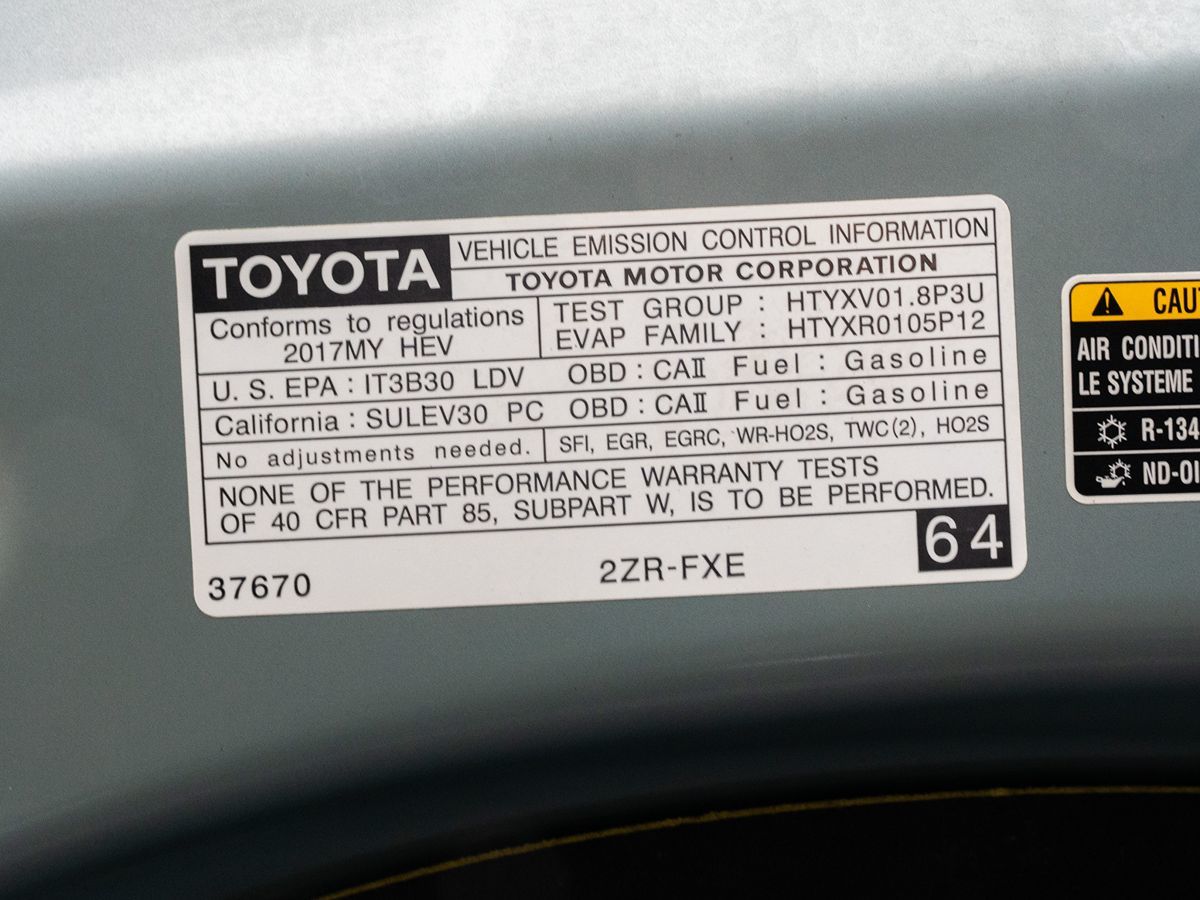 TOYOTA VEHICLE EMISSION CONTROL INFORMATION
TOYOTA MOTOR CORPORATION
Conforms to regulations
2017MY HEV
TEST GROUP : HTYXV01.8P3U
EVAP FAMILY : HTYXR0105P12
U. S. EPA : IT3B30 LDV OBD : CAⅡ Fuel : Gasoline
California : SULEV30 PC OBD : CAⅡ Fuel : Gasoline
No adjustments needed. SFI, EGR, EGRC, WR-HO2S, TWC(2), HO2S
NONE OF THE PERFORMANCE WARRANTY TESTS
OF 40 CFR PART 85, SUBPART W, IS TO BE PERFORMED.
37670 2ZR-FXE 64
CAUT
AIR CONDITI
LE SYSTEME
R-134
ND-OI